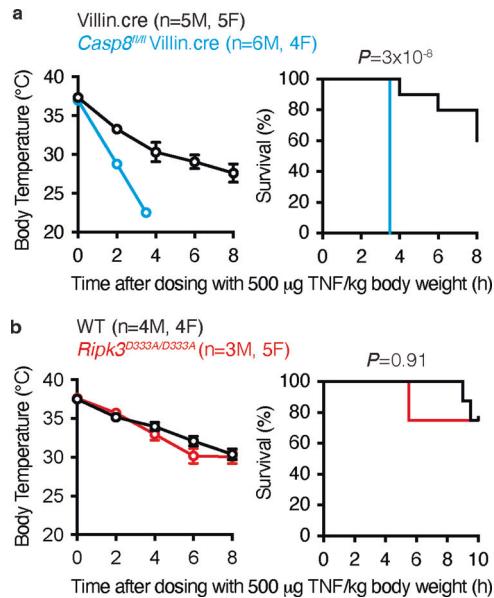 a
Villin.cre (n=5M, 5F)
Casp8fl/fl Villin.cre (n=6M, 4F)
P=3x10-8
Body Temperature (°C)
40
35
30
25
20
0 2 4 6 8
Survival (%)
100
80
60
40
20
0
0 2 4 6 8
Time after dosing with 500 µg TNF/kg body weight (h)
b
WT (n=4M, 4F)
Ripk3D333A/D333A (n=3M, 5F)
P=0.91
Body Temperature (°C)
40
35
30
25
20
0 2 4 6 8
Survival (%)
100
80
60
40
20
0
0 2 4 6 8 10
Time after dosing with 500 µg TNF/kg body weight (h)